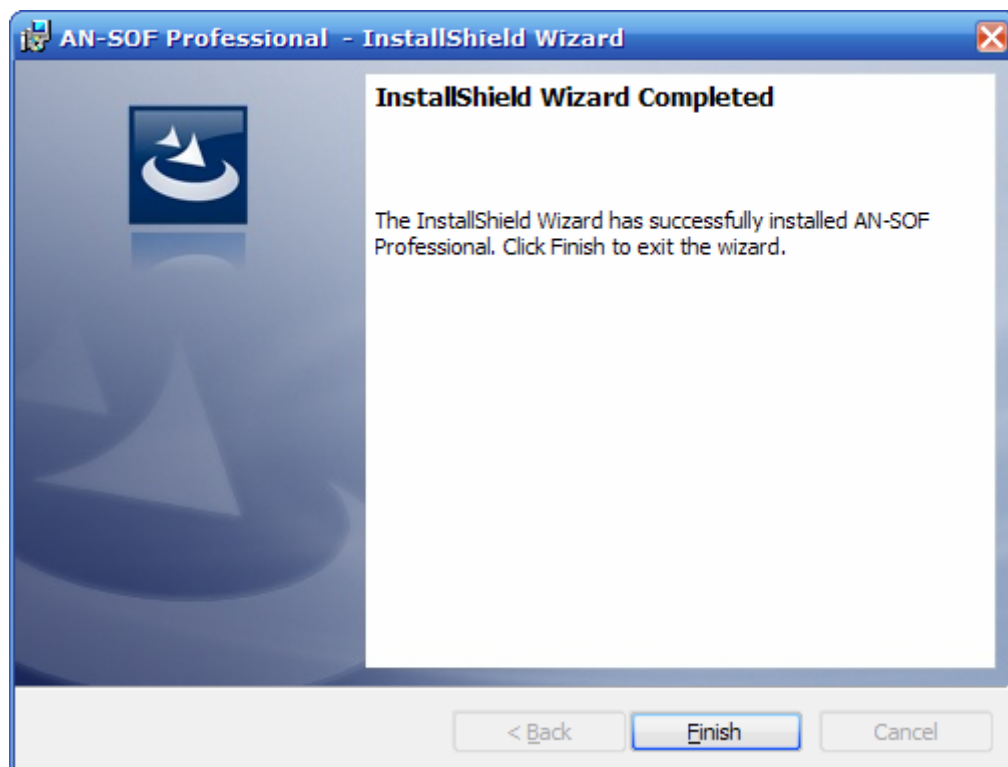 AN-SOF Professional - InstallShield Wizard
InstallShield Wizard Completed
The InstallShield Wizard has successfully installed AN-SOF
Professional. Click Finish to exit the wizard.
< Back Finish Cancel